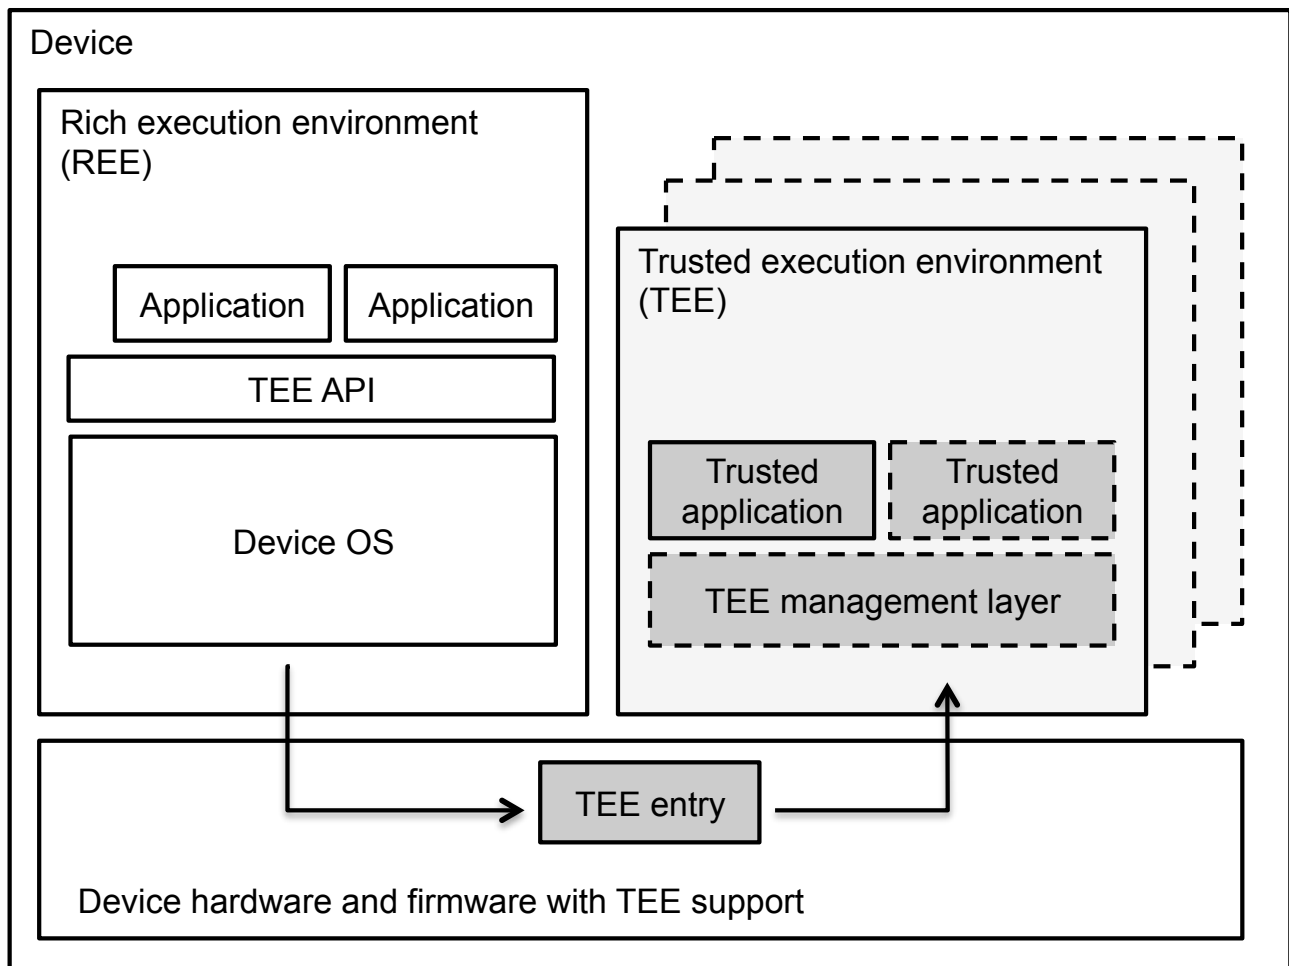 Device
Rich execution environment
(REE)
Application
Application
TEE API
Device OS
Trusted execution environment
(TEE)
Trusted
application
Trusted
application
TEE management layer
TEE entry
Device hardware and firmware with TEE support